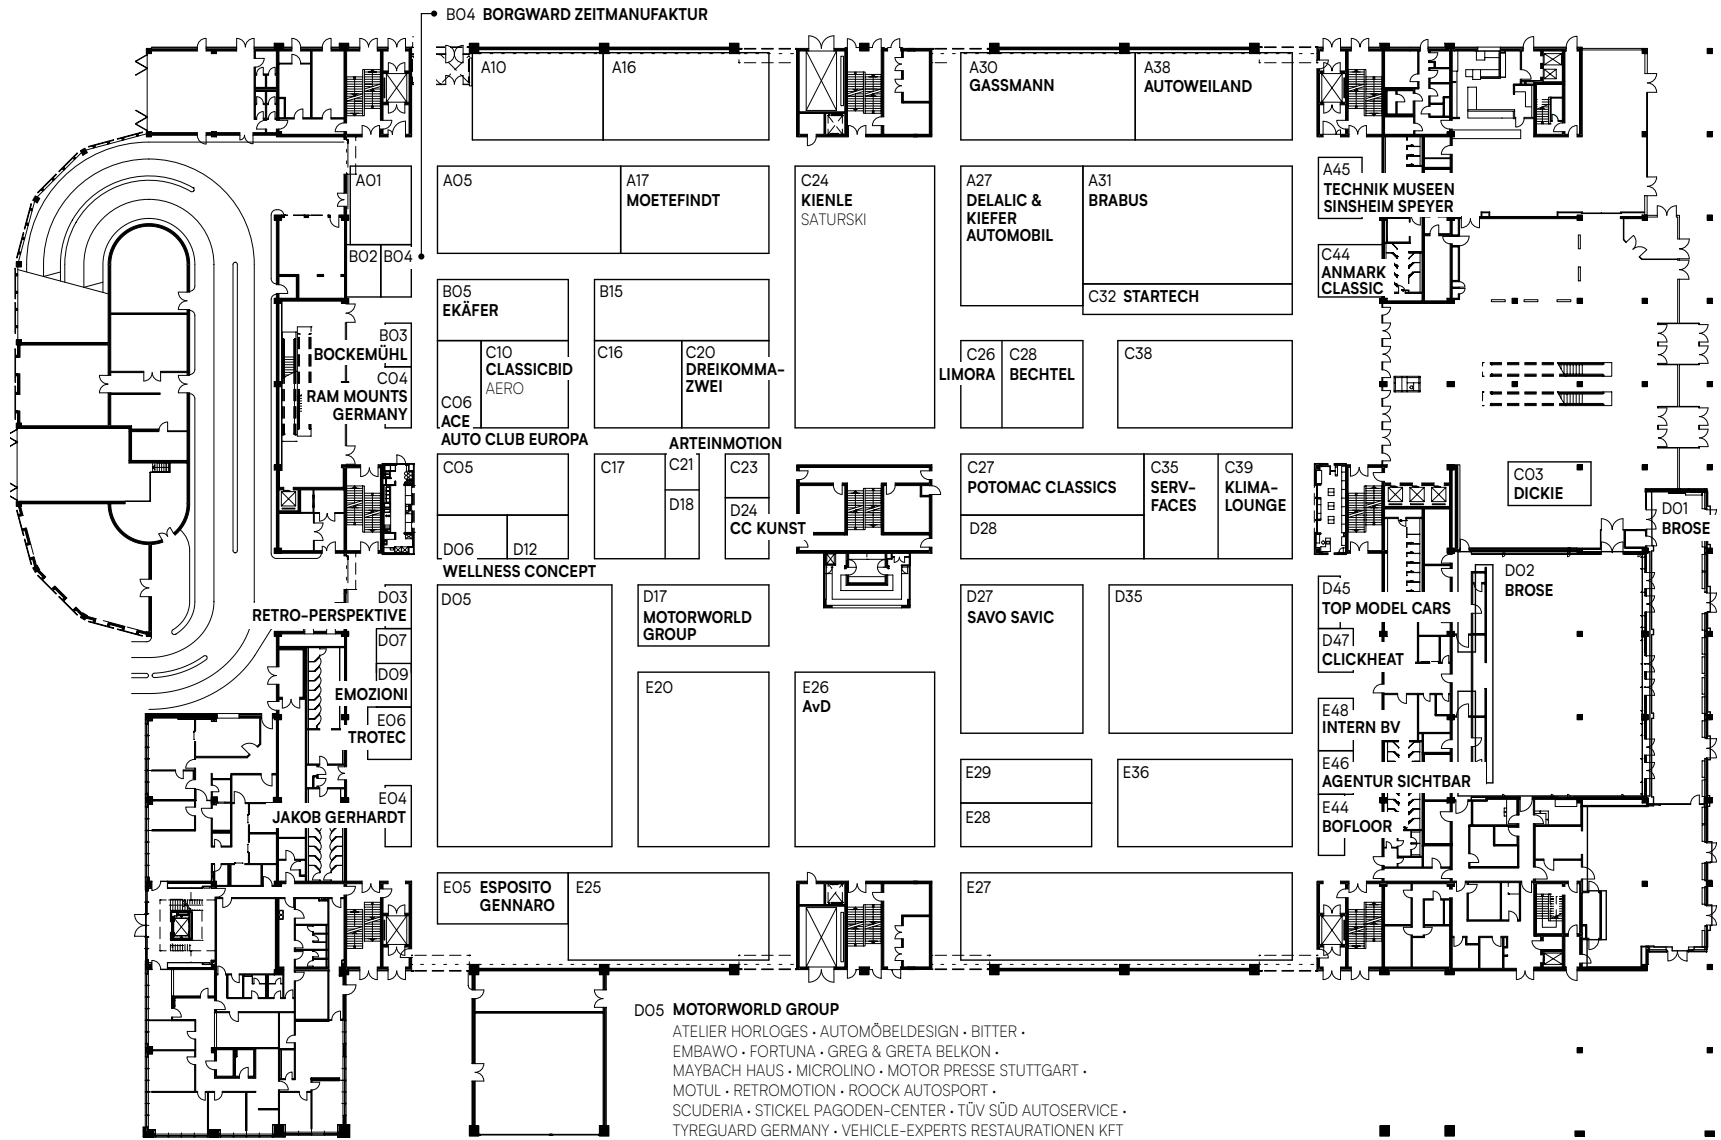 B04 BORGWARD ZEITMANUFAKTUR
A10
A16
A30
GASSMANN
A38
AUTOWEILAND
A01
A05
A17
MOETEFINDT
C24
KIENLE
SATURSKI
A27
DELALIC &
KIEFER
AUTOMOBIL
A31
BRABUS
A45
TECHNIK MUSEEN
SINSHEIM SPEYER
B02
B04
C44
ANMARK
CLASSIC
B05
EKÄFER
B15
C32 STARTECH
B03
BOCKEMÜHL
C04
RAM MOUNTS
GERMANY
C06
ACE
AUTO CLUB EUROPA
C10
CLASSICBID
AERO
C16
C20
DREIKOMMA-
ZWEI
C26
LIMORA
C28
BECHTEL
C38
ARTEINMOTION
C05
C17
C21
C23
D18
D24
CC KUNST
C27
POTOMAC CLASSICS
C35
SERV-
FACES
C39
KLIMA-
LOUNGE
C03
DICKIE
D28
D01
BROSE
D06
D12
WELLNESS CONCEPT
D02
BROSE
D03
RETRO-PERSPEKTIVE
D05
D17
MOTORWORLD
GROUP
D27
SAVO SAVIC
D35
D45
TOP MODEL CARS
D07
D47
CLICKHEAT
D09
EMOZIONI
E20
E26
AvD
E06
TROTEC
E48
INTERN BV
E29
E36
E46
AGENTUR SICHTBAR
E04
JAKOB GERHARDT
E28
E44
BOFLOOR
E05 ESPOSITO
GENNARO
E25
E27
D05 MOTORWORLD GROUP
ATELIER HORLOGES • AUTOMÖBELDESIGN • BITTER •
EMBAWO • FORTUNA • GREG & GRETA BELKON •
MAYBACH HAUS • MICROLINO • MOTOR PRESSE STUTTGART •
MOTUL • RETROMOTION • ROOCK AUTOSPORT •
SCUDERIA • STICKEL PAGODEN-CENTER • TÜV SÜD AUTOSERVICE •
TYREGUARD GERMANY • VEHICLE-EXPERTS RESTAURATIONEN KFT